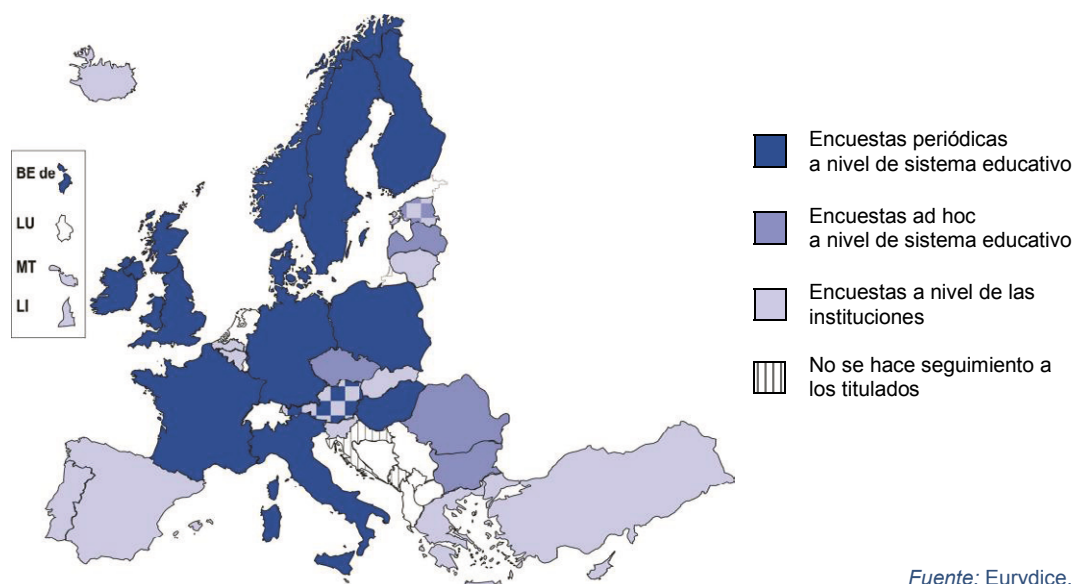 BE de
LU
MT
LI
Encuestas periódicas
a nivel de sistema educativo
Encuestas ad hoc
a nivel de sistema educativo
Encuestas a nivel de las
instituciones
No se hace seguimiento a
los titulados
Fuente: Eurydice.